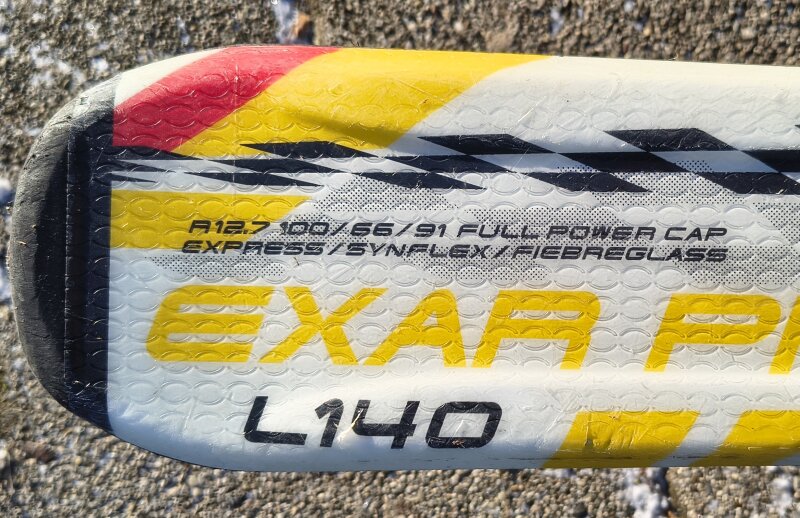 R12.7 100/66/91 FULL POWER CAP
EXPRESS/SYNFLEX/FIEBREGLASS
EXAR P
L140